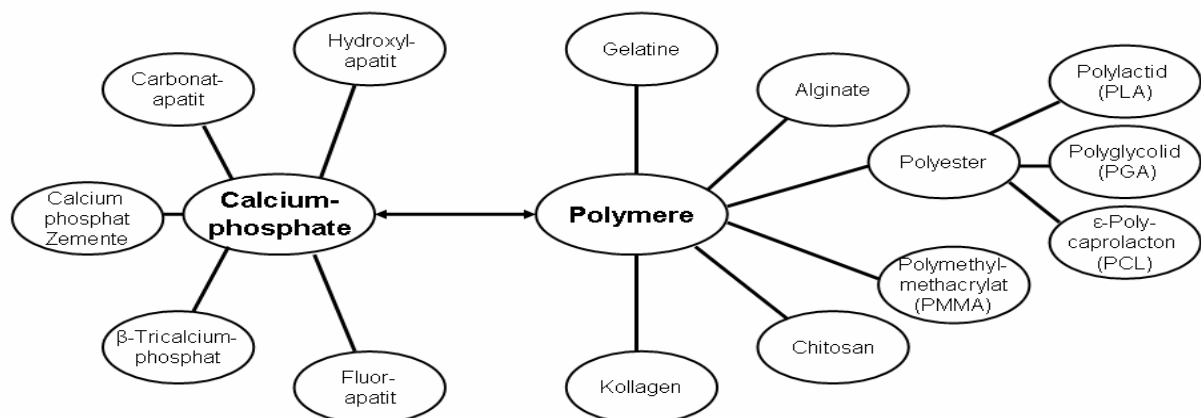 Hydroxyl-
apatit
Carbonat-
apatit
Calcium
phosphat
Zemente
Calcium-
phosphate
β-Tricalcium-
phosphat
Fluor-
apatit
Gelatine
Alginate
Polymere
Polyester
Polylactid
(PLA)
Polyglycolid
(PGA)
ε-Poly-
caprolacton
(PCL)
Polymethyl-
methacrylat
(PMMA)
Chitosan
Kollagen